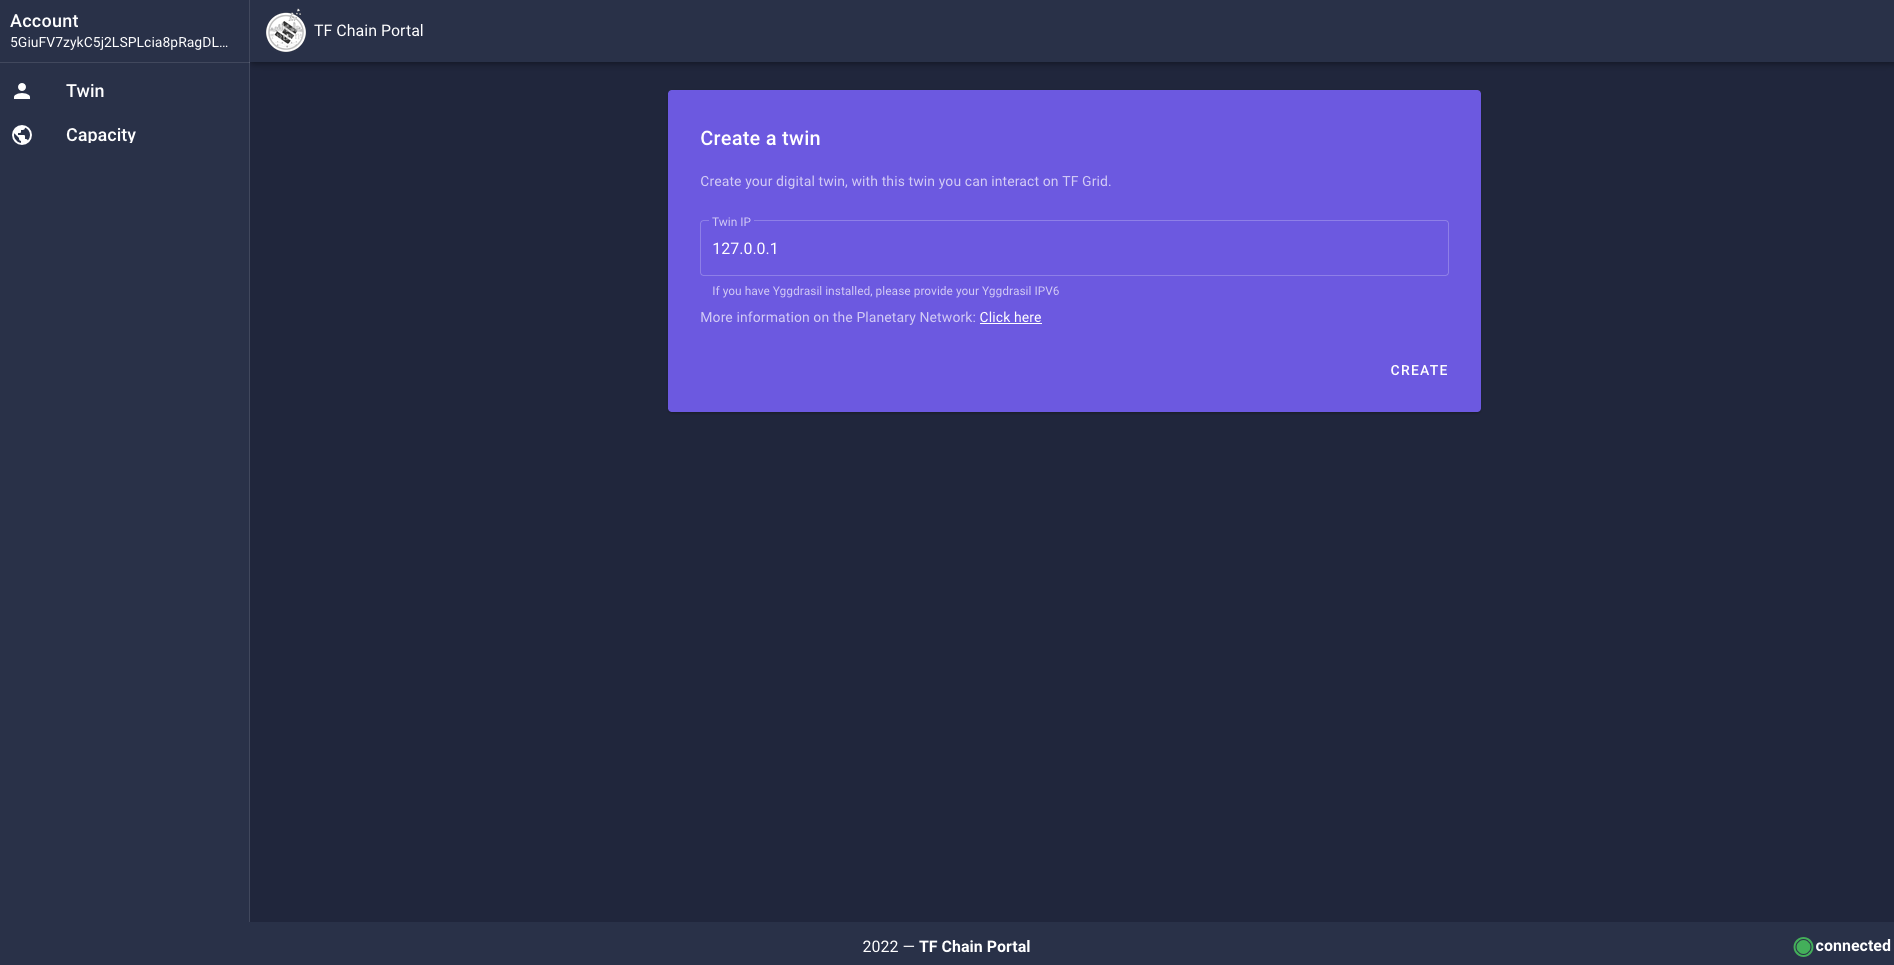 Account
5GiuFV7zykC5j2LSPLcia8pRagDL...
TF Chain Portal
Twin
Capacity
Create a twin
Create your digital twin, with this twin you can interact on TF Grid.
Twin IP
127.0.0.1
If you have Yggdrasil installed, please provide your Yggdrasil IPV6
More information on the Planetary Network: Click here
CREATE
2022 — TF Chain Portal
connected